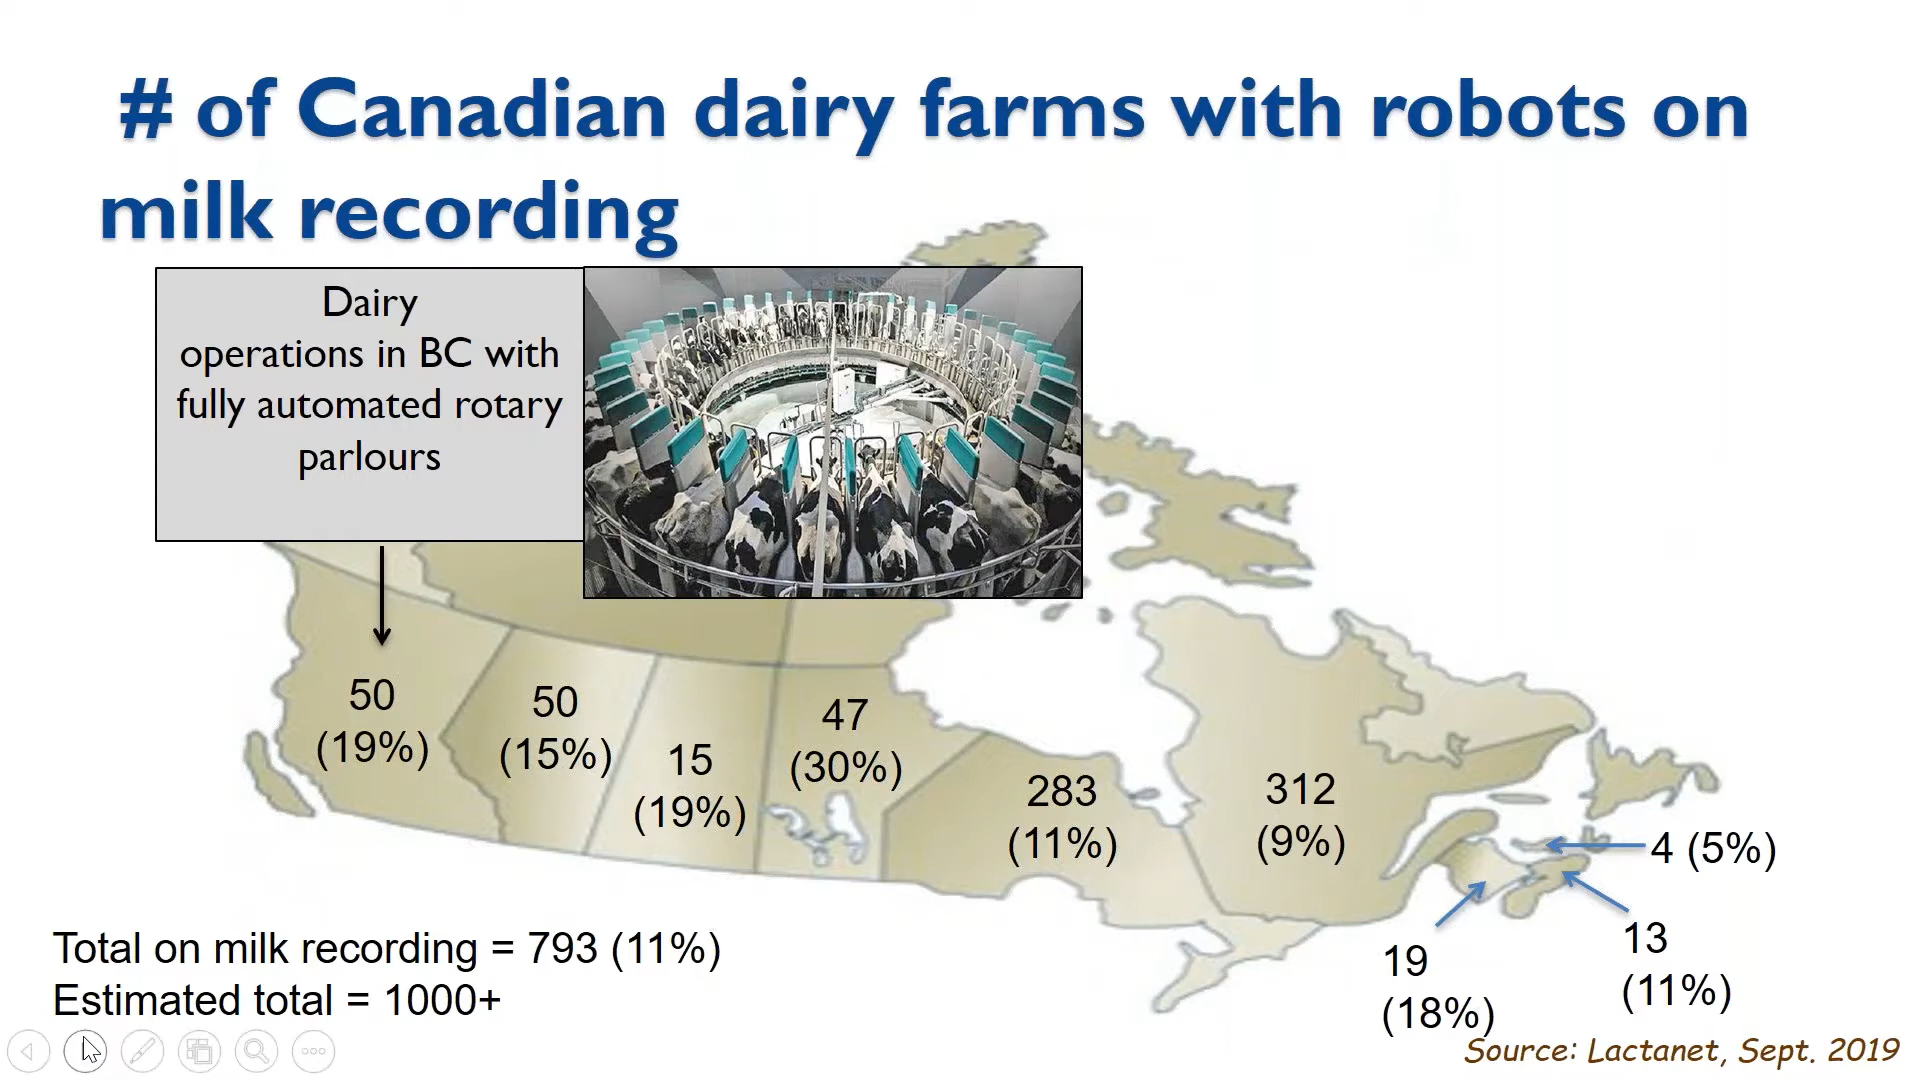 # of Canadian dairy farms with robots on
milk recording
Dairy
operations in BC with
fully automated rotary
parlours
50
(19%)
50
(15%)
15
(19%)
47
(30%)
283
(11%)
312
(9%)
4 (5%)
13
(11%)
19
(18%)
Total on milk recording = 793 (11%)
Estimated total = 1000+
Source: Lactanet, Sept. 2019